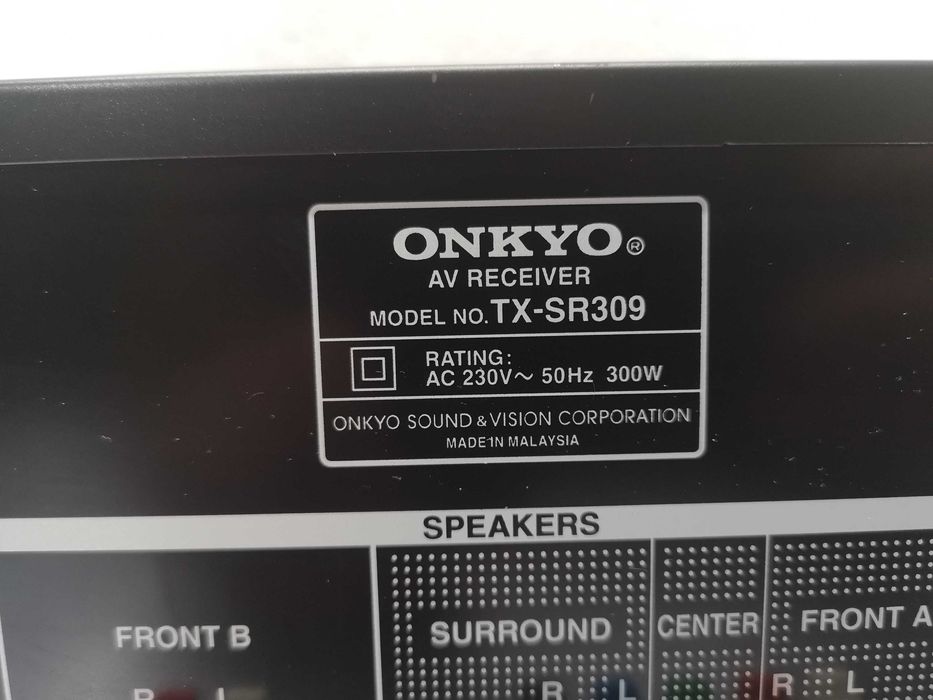 ONKYO®
AV RECEIVER
MODEL NO. TX-SR309
RATING:
AC 230V~ 50Hz 300W
ONKYO SOUND & VISION CORPORATION
MADE IN MALAYSIA
SPEAKERS
FRONT B SURROUND CENTER FRONT A
R L R L R L